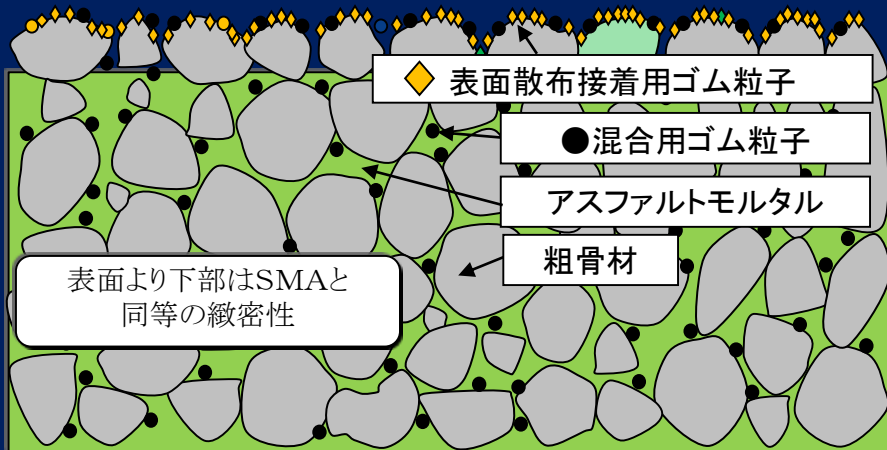 表面散布接着用ゴム粒子
●混合用ゴム粒子
アスファルトモルタル
粗骨材
表面より下部はSMAと
同等の緻密性